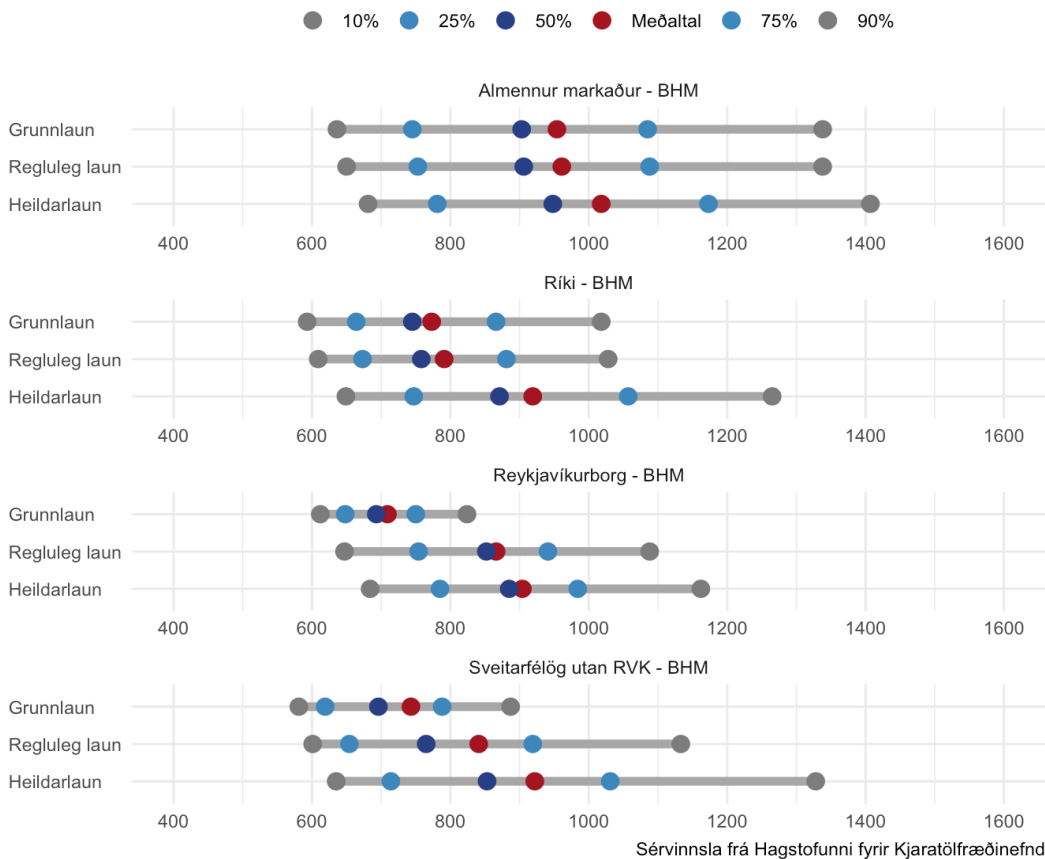 10% 25% 50% Meðaltal 75% 90%
Almennur markaður - BHM
Grunnlaun
Regluleg laun
Heildarlaun
400 600 800 1000 1200 1400 1600
Ríki - BHM
Grunnlaun
Regluleg laun
Heildarlaun
400 600 800 1000 1200 1400 1600
Reykjavíkurborg - BHM
Grunnlaun
Regluleg laun
Heildarlaun
400 600 800 1000 1200 1400 1600
Sveitarfélög utan RVK - BHM
Grunnlaun
Regluleg laun
Heildarlaun
400 600 800 1000 1200 1400 1600
Sérvinnsla frá Hagstofunni fyrir Kjaratölfræðinefnd